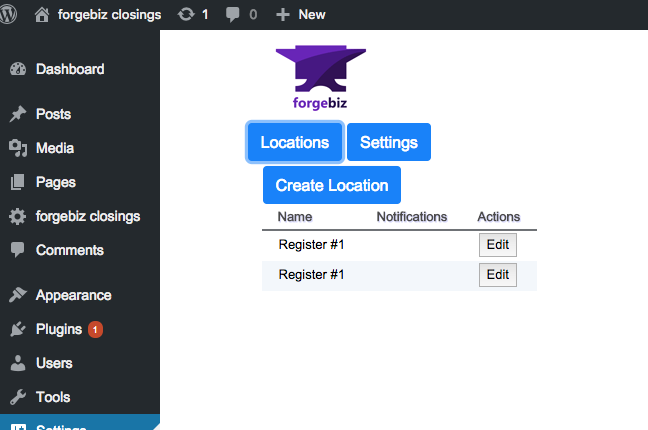 forgebiz closings 1 0 New
Dashboard
Posts
Media
Pages
forgebiz closings
Comments
Appearance
Plugins 1
Users
Tools
Settings
forgebiz
Locations Settings
Create Location
Name Notifications Actions
Register #1 Edit
Register #1 Edit